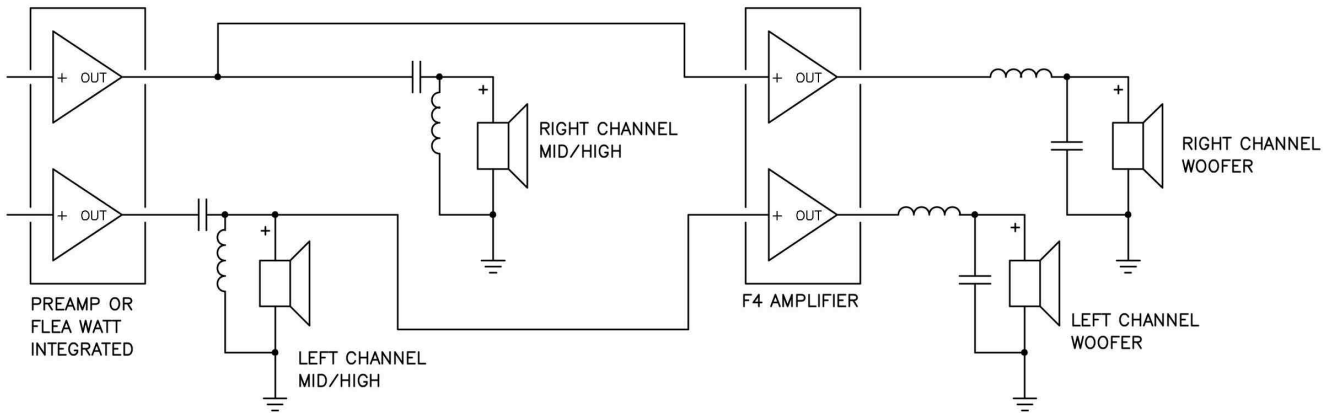 + OUT
+ OUT
PREAMP OR
FLEA WATT
INTEGRATED
+
RIGHT CHANNEL
MID/HIGH
+
LEFT CHANNEL
MID/HIGH
+ OUT
+ OUT
F4 AMPLIFIER
+
RIGHT CHANNEL
WOOFER
+
LEFT CHANNEL
WOOFER